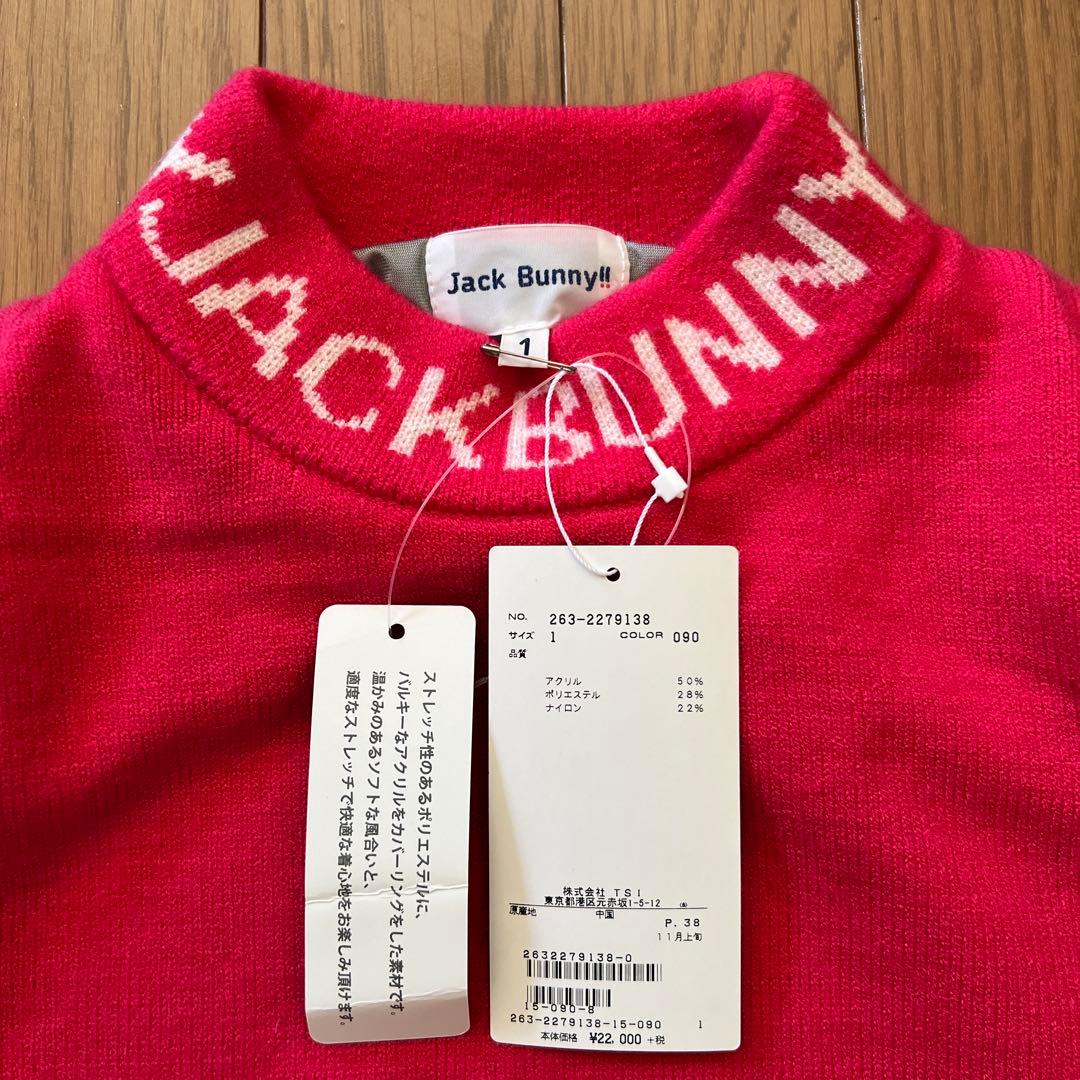 JACKBUNNY
Jack Bunny!!
1
NO. 263-2279138
サイズ 1 COLOR 090
品質
アクリル 50%
ポリエステル 28%
ナイロン 22%
株式会社 TSI
東京都港区元赤坂1-5-12
原産地 中国
P. 38
11月上旬
2632279138-0
15-090-8
263-2279138-15-090 1
本体価格 ¥22,000 +税
ストレッチ性のあるポリエステルに、
バルキーなアクリルをカバーリングをした素材です。
温かみのあるソフトな風合いと、
適度なストレッチで快適な着心地をお楽しみ頂けます。